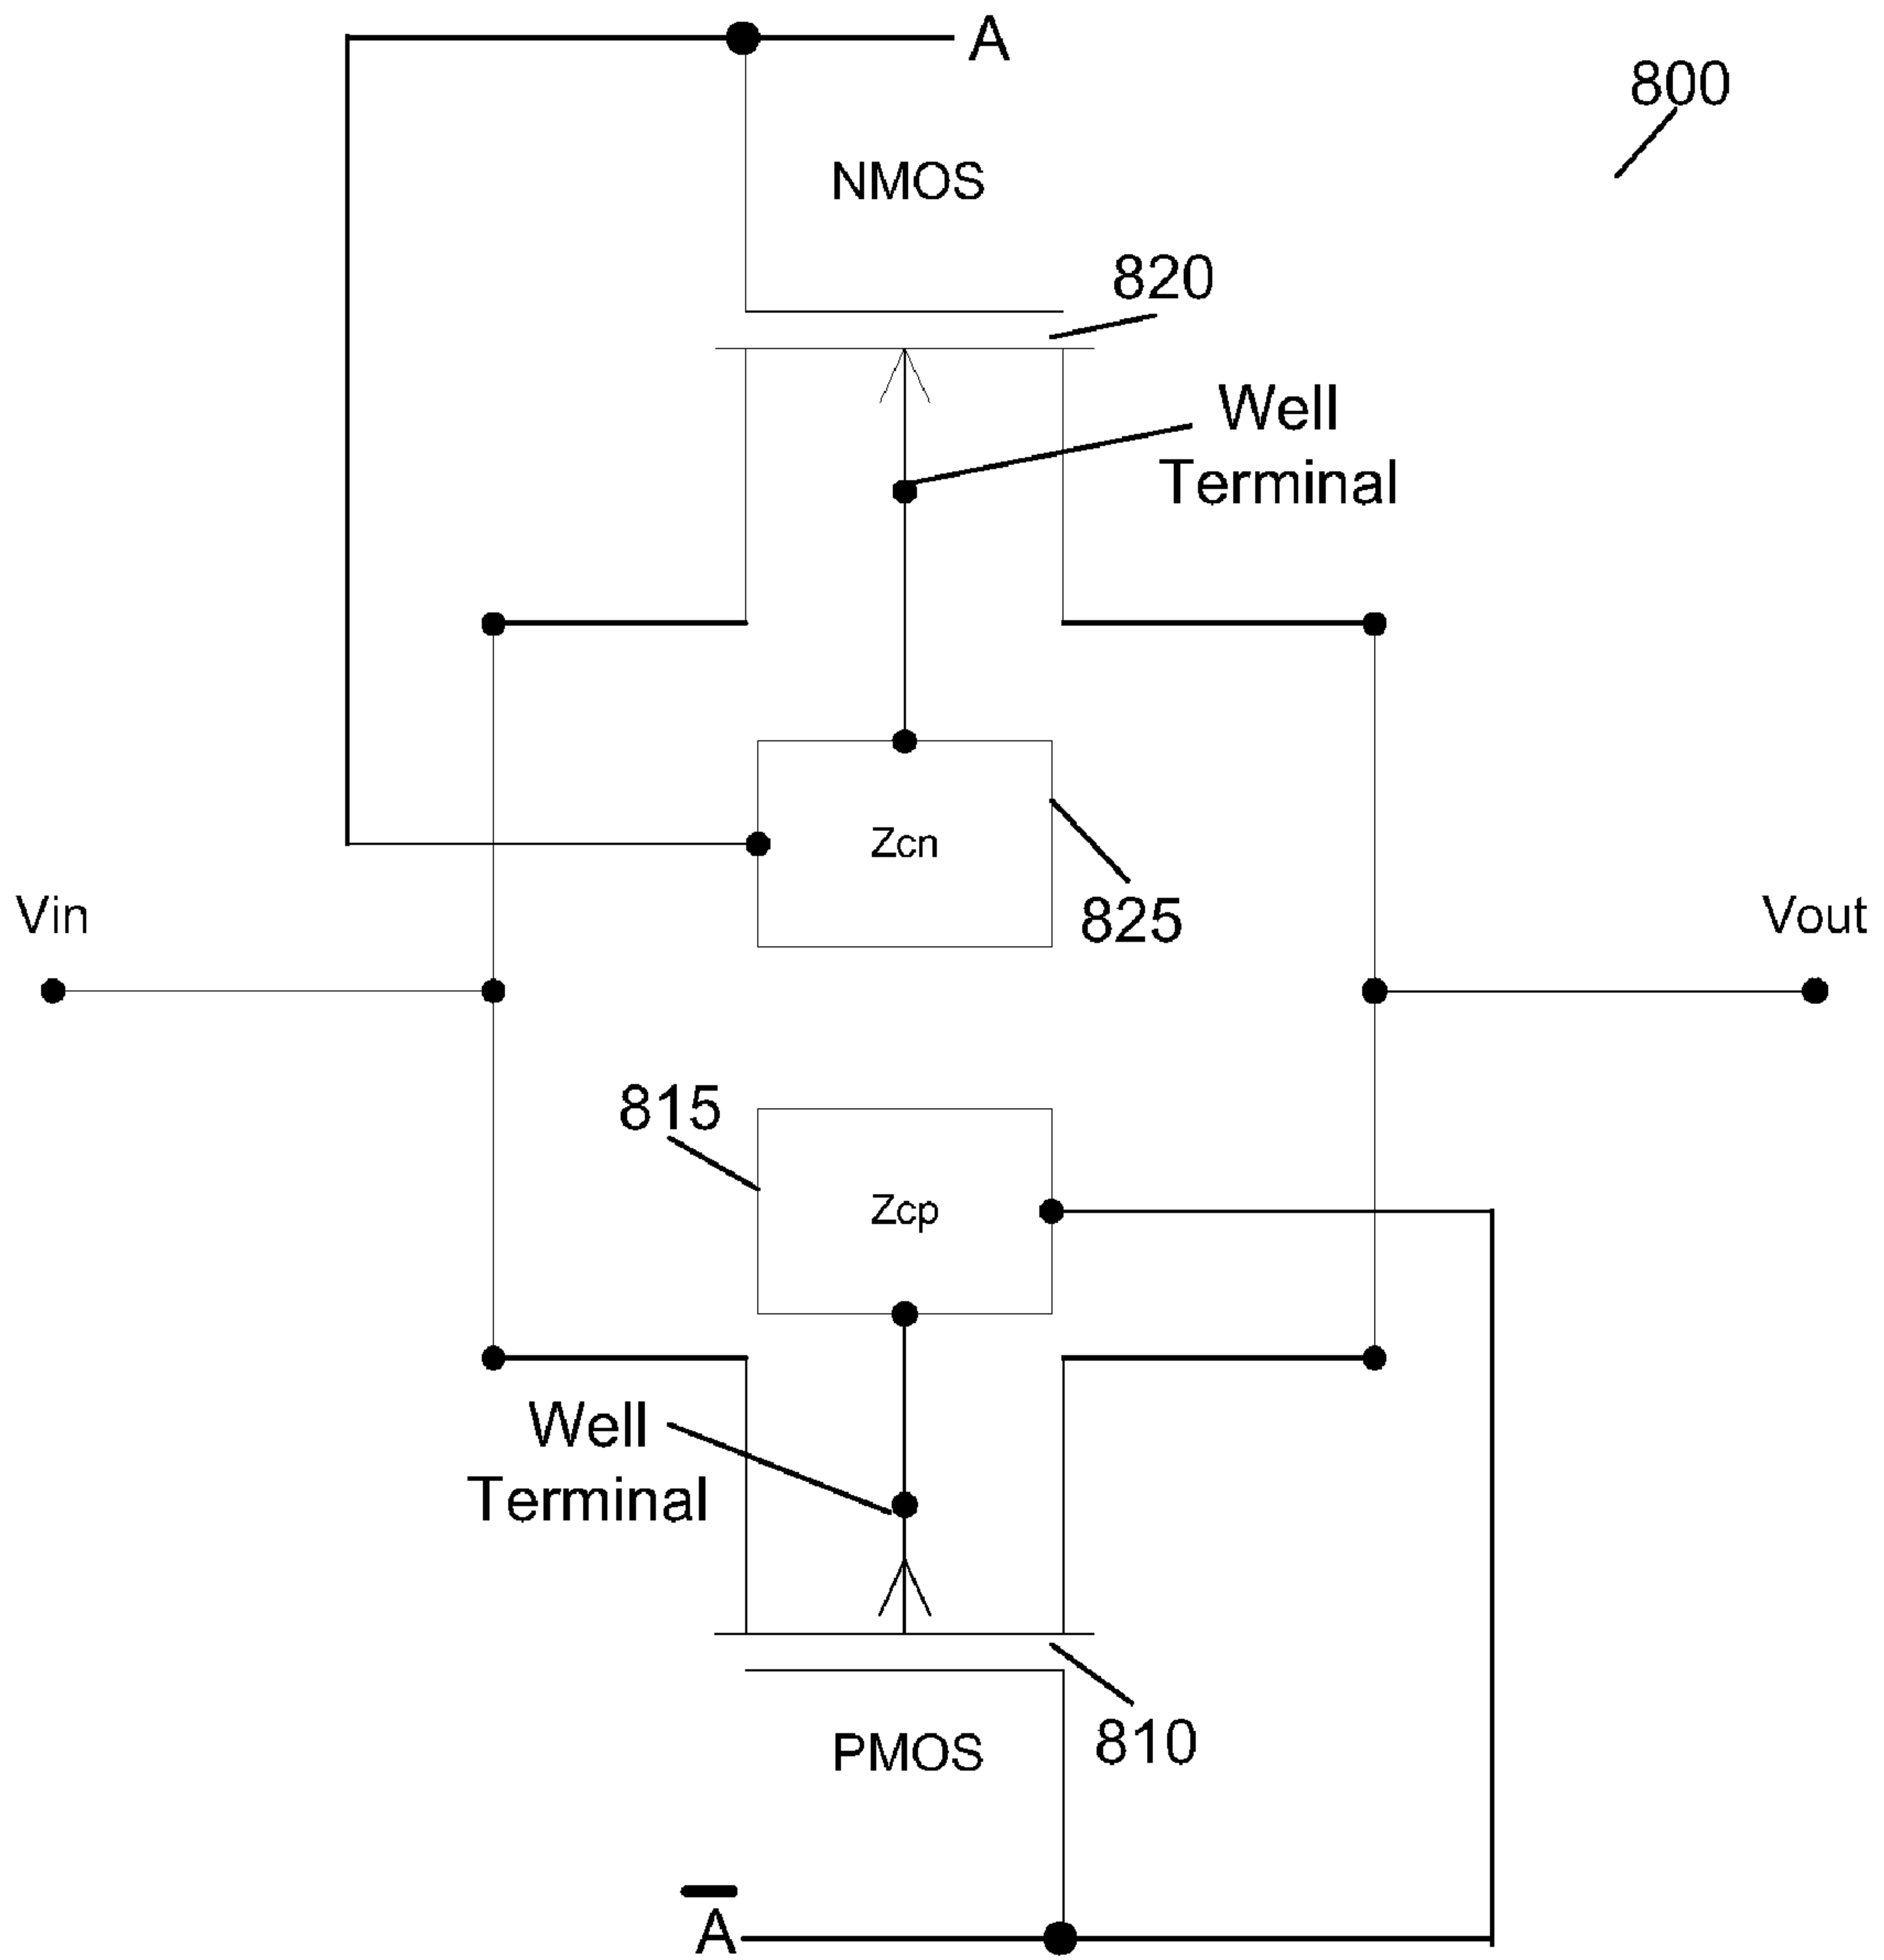 A
800
NMOS
820
Well
Terminal
Zcn
825
Vin
Vout
815
Zcp
Well
Terminal
810
PMOS
A̅